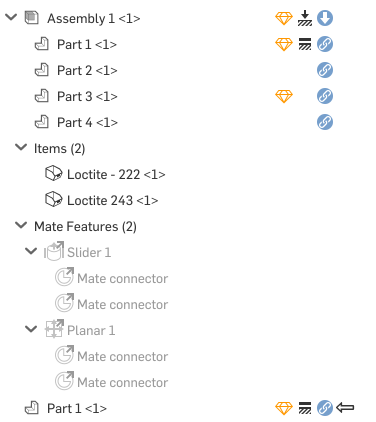 Assembly 1 <1>
Part 1 <1>
Part 2 <1>
Part 3 <1>
Part 4 <1>
Items (2)
Loctite - 222 <1>
Loctite 243 <1>
Mate Features (2)
Slider 1
Mate connector
Mate connector
Planar 1
Mate connector
Mate connector
Part 1 <1>